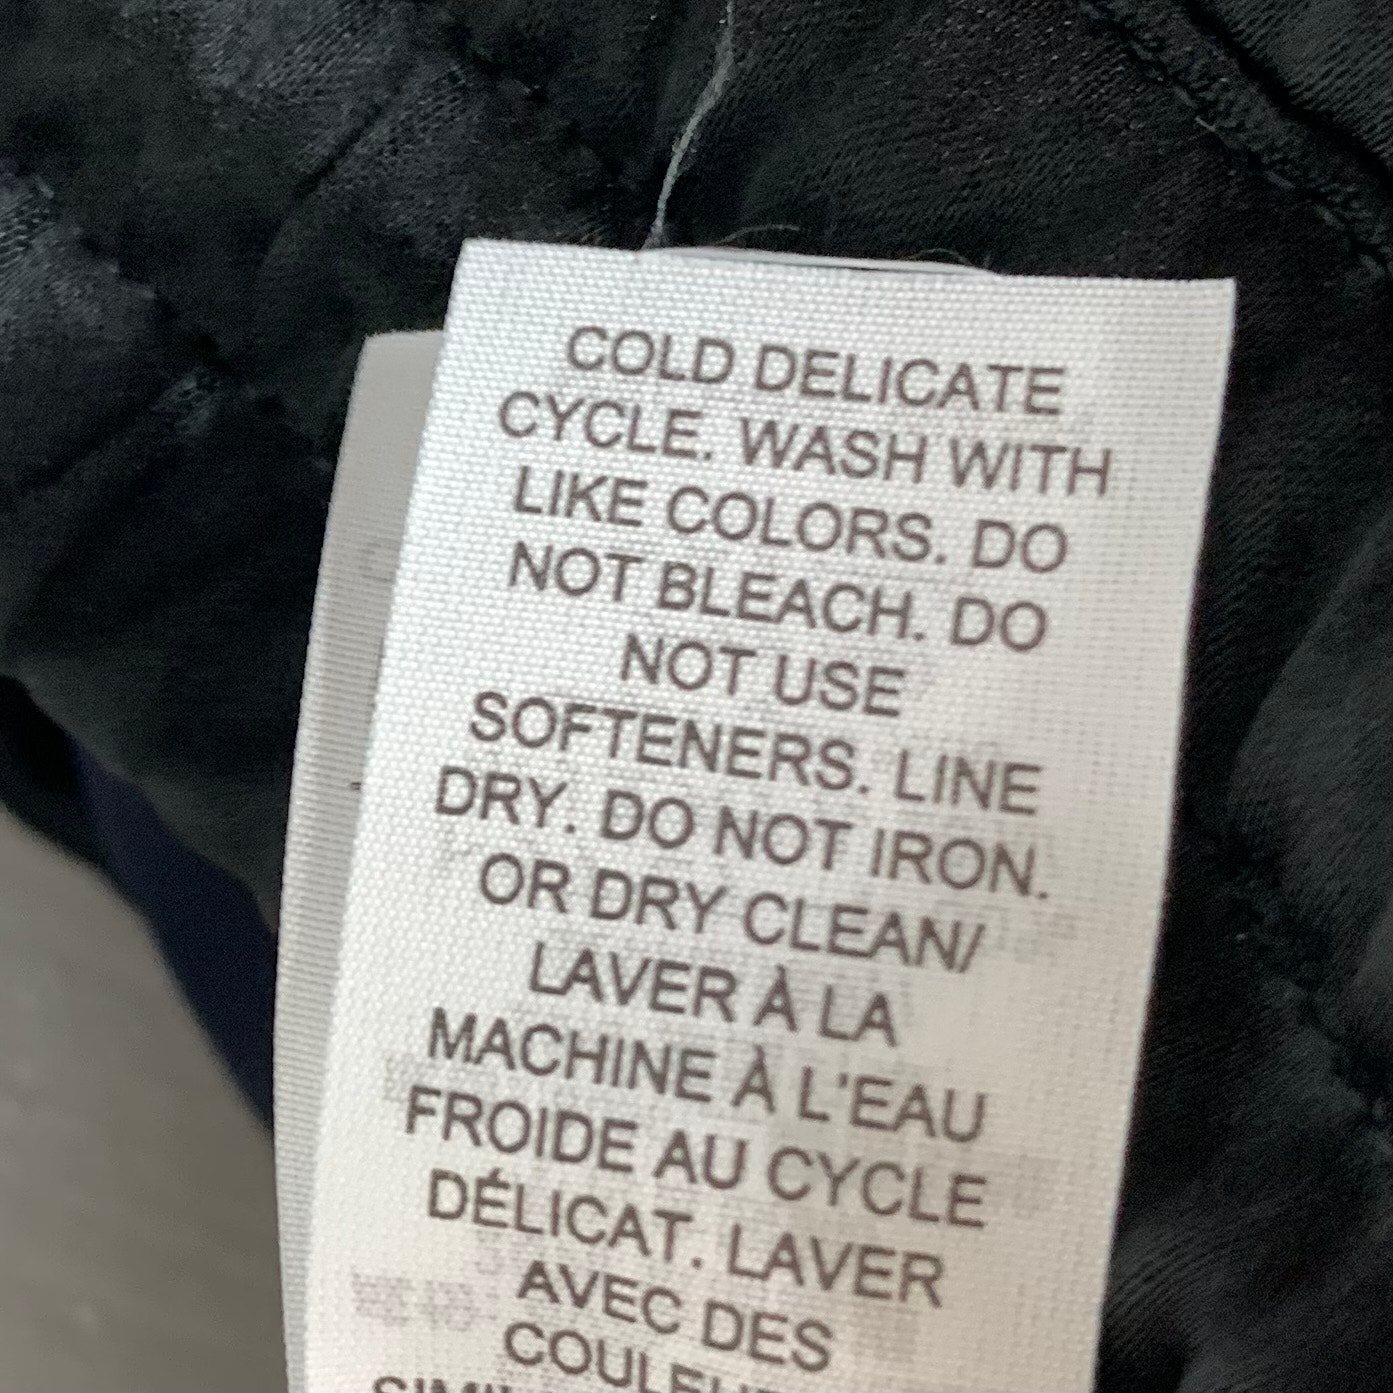 COLD DELICATE
CYCLE. WASH WITH
LIKE COLORS. DO
NOT BLEACH. DO
NOT USE
SOFTENERS. LINE
DRY. DO NOT IRON.
OR DRY CLEAN/
LAVER À LA
MACHINE À L'EAU
FROIDE AU CYCLE
DÉLICAT. LAVER
AVEC DES